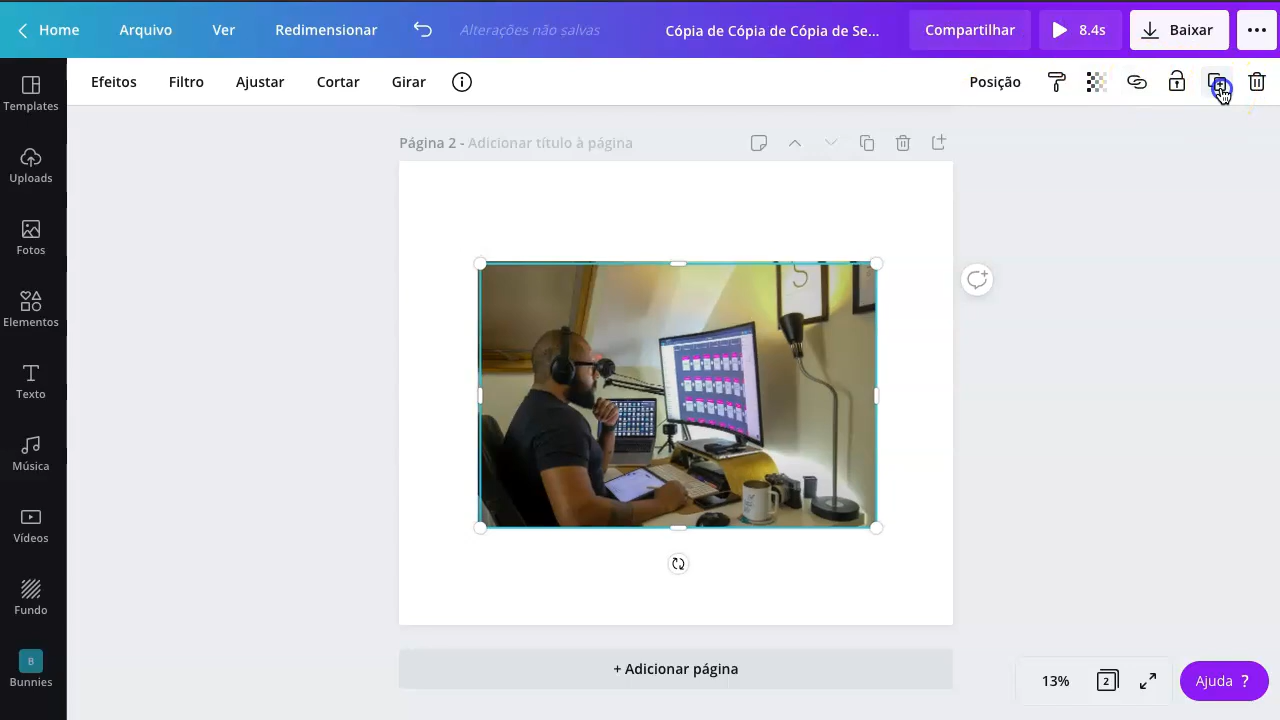 Home
Arquivo
Ver
Redimensionar
Alterações não salvas
Cópia de Cópia de Cópia de Se...
Compartilhar
8.4s
Baixar
Efeitos
Filtro
Ajustar
Cortar
Girar
Posição
Templates
Uploads
Fotos
Elementos
Texto
Música
Vídeos
Fundo
B
Bunnies
Página 2 - Adicionar título à página
+ Adicionar página
13%
2
Ajuda ?